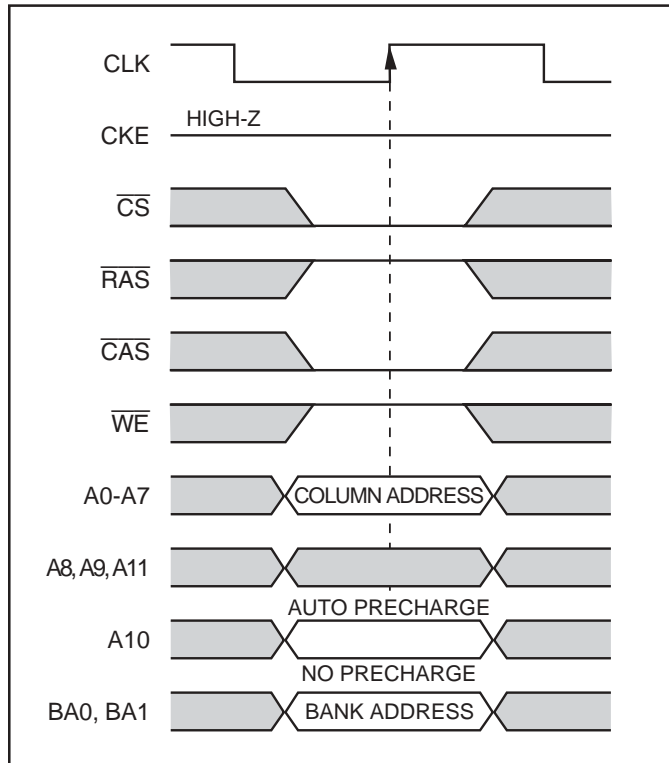 CLK
CKE HIGH-Z
CS
RAS
CAS
WE
A0-A7 COLUMN ADDRESS
A8, A9, A11
AUTO PRECHARGE
A10
NO PRECHARGE
BA0, BA1 BANK ADDRESS